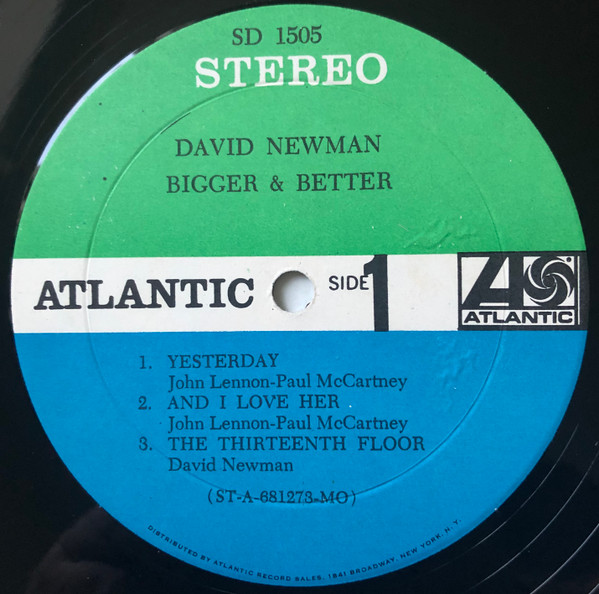 SD 1505
STEREO
DAVID NEWMAN
BIGGER & BETTER
ATLANTIC
SIDE 1
ATLANTIC
1. YESTERDAY
John Lennon-Paul McCartney
2. AND I LOVE HER
John Lennon-Paul McCartney
3. THE THIRTEENTH FLOOR
David Newman
(ST-A-681273-MO)
DISTRIBUTED BY ATLANTIC RECORD SALES, 1841 BROADWAY, NEW YORK, N.Y.